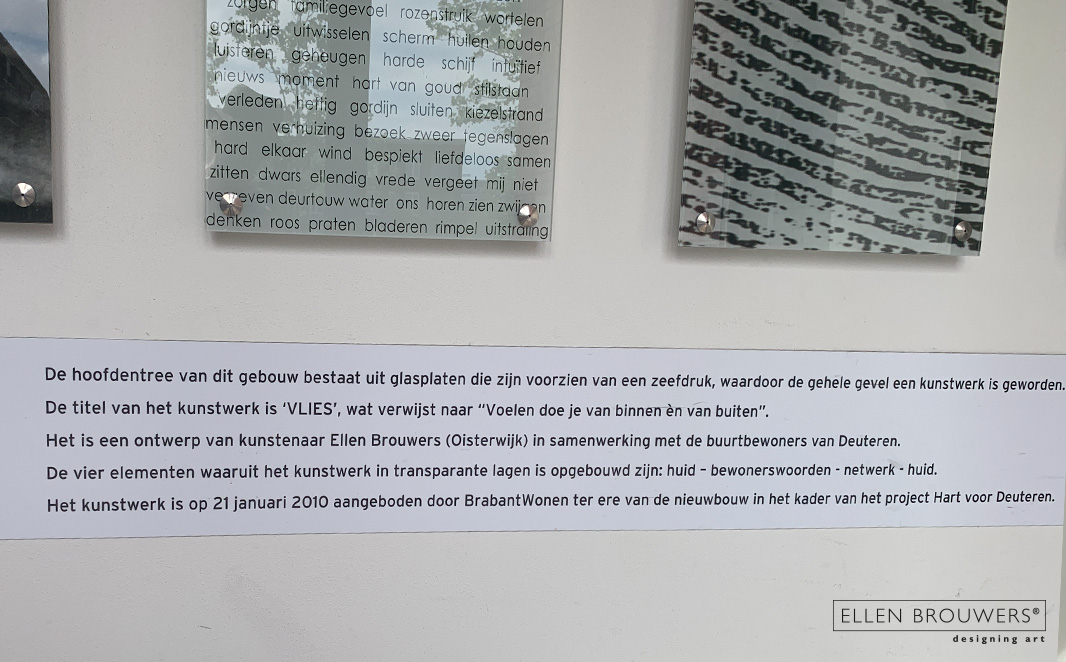 zorgen familiegevoel rozenstruik wortelen
gordijntje uitwisselen scherm huilen houden
luisteren geheugen harde schijf intuïtief
nieuws moment hart van goud stilstaan
verleden heftig gordijn sluiten kiezelstrand
mensen verhuizing bezoek zweer tegenslagen
hard elkaar wind bespiekt liefdeloos samen
zitten dwars ellendig vrede vergeet mij niet
deurtouw water ons horen zien zwijgen
denken roos praten bladeren rimpel uitstraling
De hoofdentree van dit gebouw bestaat uit glasplaten die zijn voorzien van een zeefdruk, waardoor de gehele gevel een kunstwerk is geworden.
De titel van het kunstwerk is ‘VLIES’, wat verwijst naar “Voelen doe je van binnen èn van buiten”.
Het is een ontwerp van kunstenaar Ellen Brouwers (Oisterwijk) in samenwerking met de buurtbewoners van Deuteren.
De vier elementen waaruit het kunstwerk in transparante lagen is opgebouwd zijn: huid – bewonerswoorden - netwerk - huid.
Het kunstwerk is op 21 januari 2010 aangeboden door BrabantWonen ter ere van de nieuwbouw in het kader van het project Hart voor Deuteren.
ELLEN BROUWERS®
designing art